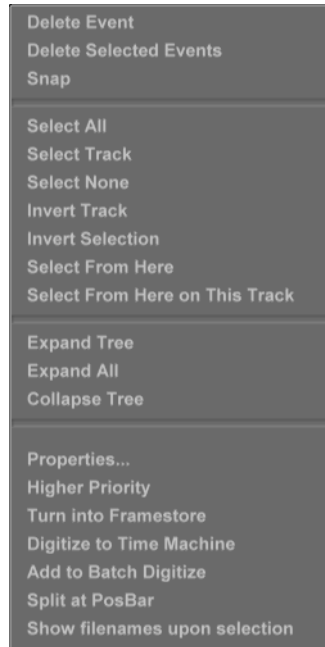 Delete Event
Delete Selected Events
Snap
Select All
Select Track
Select None
Invert Track
Invert Selection
Select From Here
Select From Here on This Track
Expand Tree
Expand All
Collapse Tree
Properties...
Higher Priority
Turn into Framestore
Digitize to Time Machine
Add to Batch Digitize
Split at PosBar
Show filenames upon selection